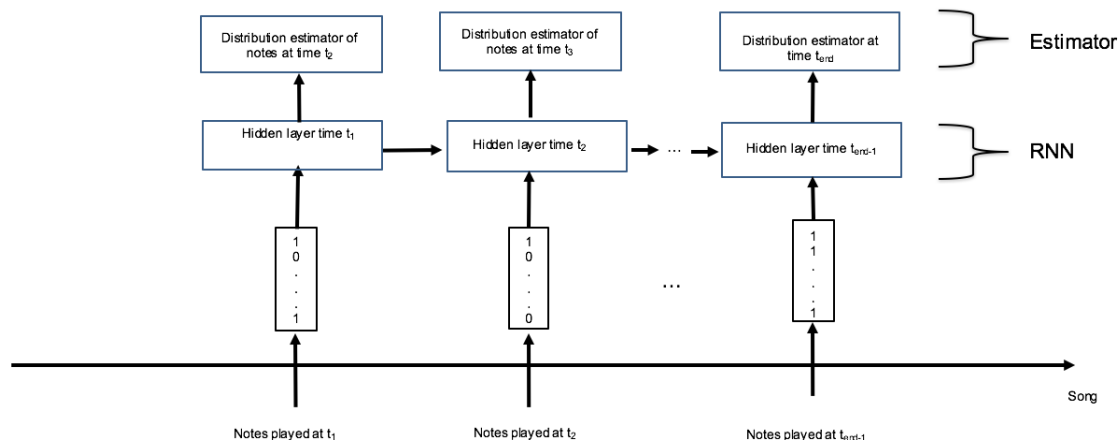 Distribution estimator of
notes at time t₂
Distribution estimator of
notes at time t₃
Distribution estimator at
time tₑₙd
Estimator
Hidden layer time t₁
Hidden layer time t₂
...
Hidden layer time tₑₙd₋₁
RNN
1
0
.
.
.
1
1
0
.
.
.
0
...
1
1
.
.
.
1
Song
Notes played at t₁
Notes played at t₂
Notes played at tₑₙd₋₁